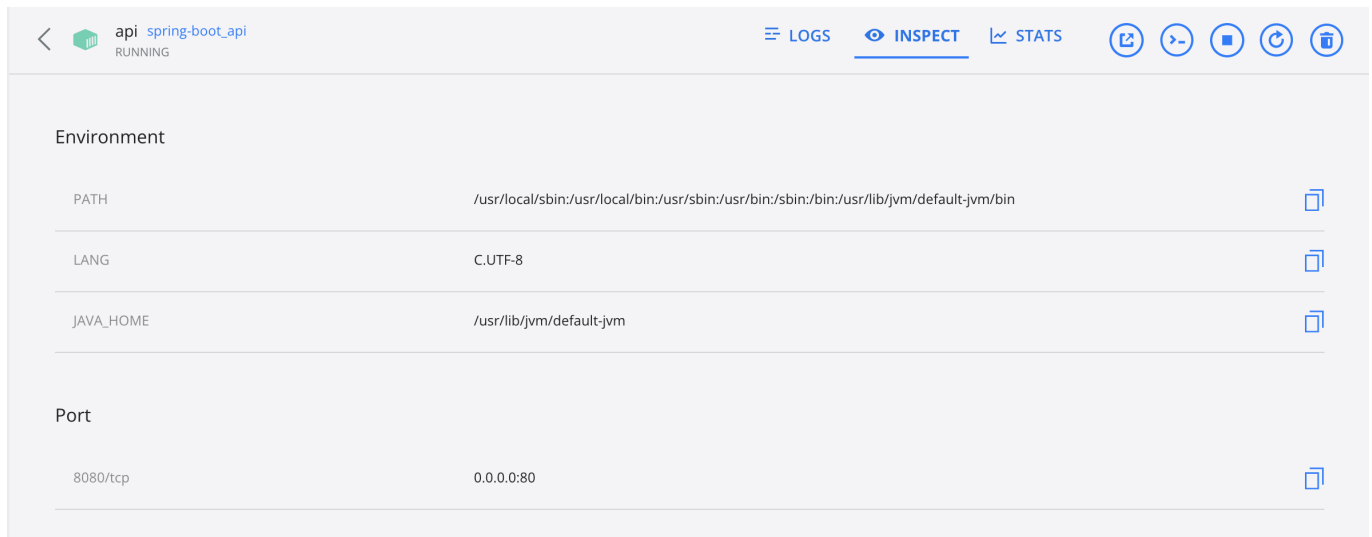 api spring-boot_api
RUNNING
LOGS INSPECT STATS
Environment
PATH /usr/local/sbin:/usr/local/bin:/usr/sbin:/usr/bin:/sbin:/bin:/usr/lib/jvm/default-jvm/bin
LANG C.UTF-8
JAVA_HOME /usr/lib/jvm/default-jvm
Port
8080/tcp 0.0.0.0:80